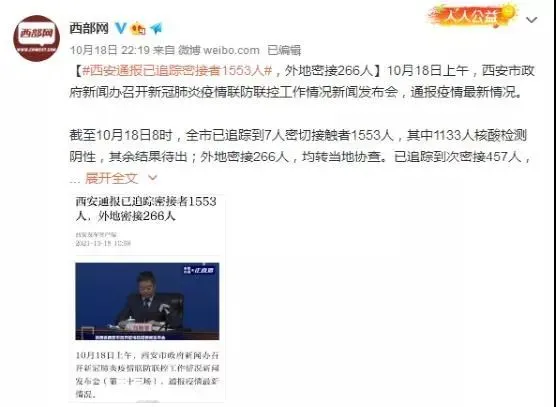 西部网
人人公益
10月18日 22:19 来自 微博 weibo.com 已编辑
【#西安通报已追踪密接者1553人#，外地密接266人】10月18日上午，西安市政
府新闻办召开新冠肺炎疫情联防联控工作情况新闻发布会，通报疫情最新情况。
截至10月18日8时，全市已追踪到7人密切接触者1553人，其中1133人核酸检测
阴性，其余结果待出；外地密接266人，均转当地协查。已追踪到次密接457人，
... 展开全文
西安通报已追踪密接者1553
人，外地密接266人
10月18日上午，西安市政府新闻办召
开新冠肺炎疫情联防联控工作情况新闻
发布会（第二十三场），通报疫情最新
情况。